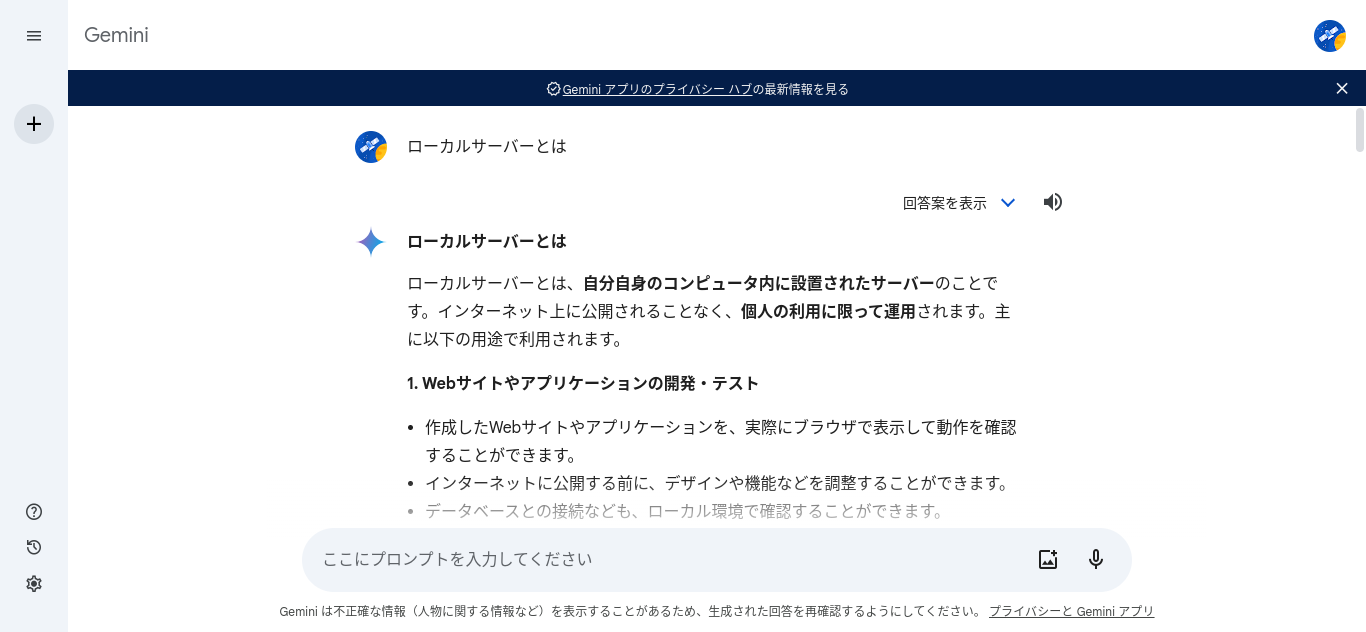 Gemini
Gemini アプリのプライバシー ハブの最新情報を見る
ローカルサーバーとは
回答案を表示
ローカルサーバーとは
ローカルサーバーとは、自分自身のコンピュータ内に設置されたサーバーのことで
す。インターネット上に公開されることなく、個人の利用に限って運用されます。主
に以下の用途で利用されます。
1. Webサイトやアプリケーションの開発・テスト
• 作成したWebサイトやアプリケーションを、実際にブラウザで表示して動作を確認
することができます。
• インターネットに公開する前に、デザインや機能などを調整することができます。
• データベースとの接続なども、ローカル環境で確認することができます。
ここにプロンプトを入力してください
Gemini は不正確な情報（人物に関する情報など）を表示することがあるため、生成された回答を再確認するようにしてください。 プライバシーと Gemini アプリ